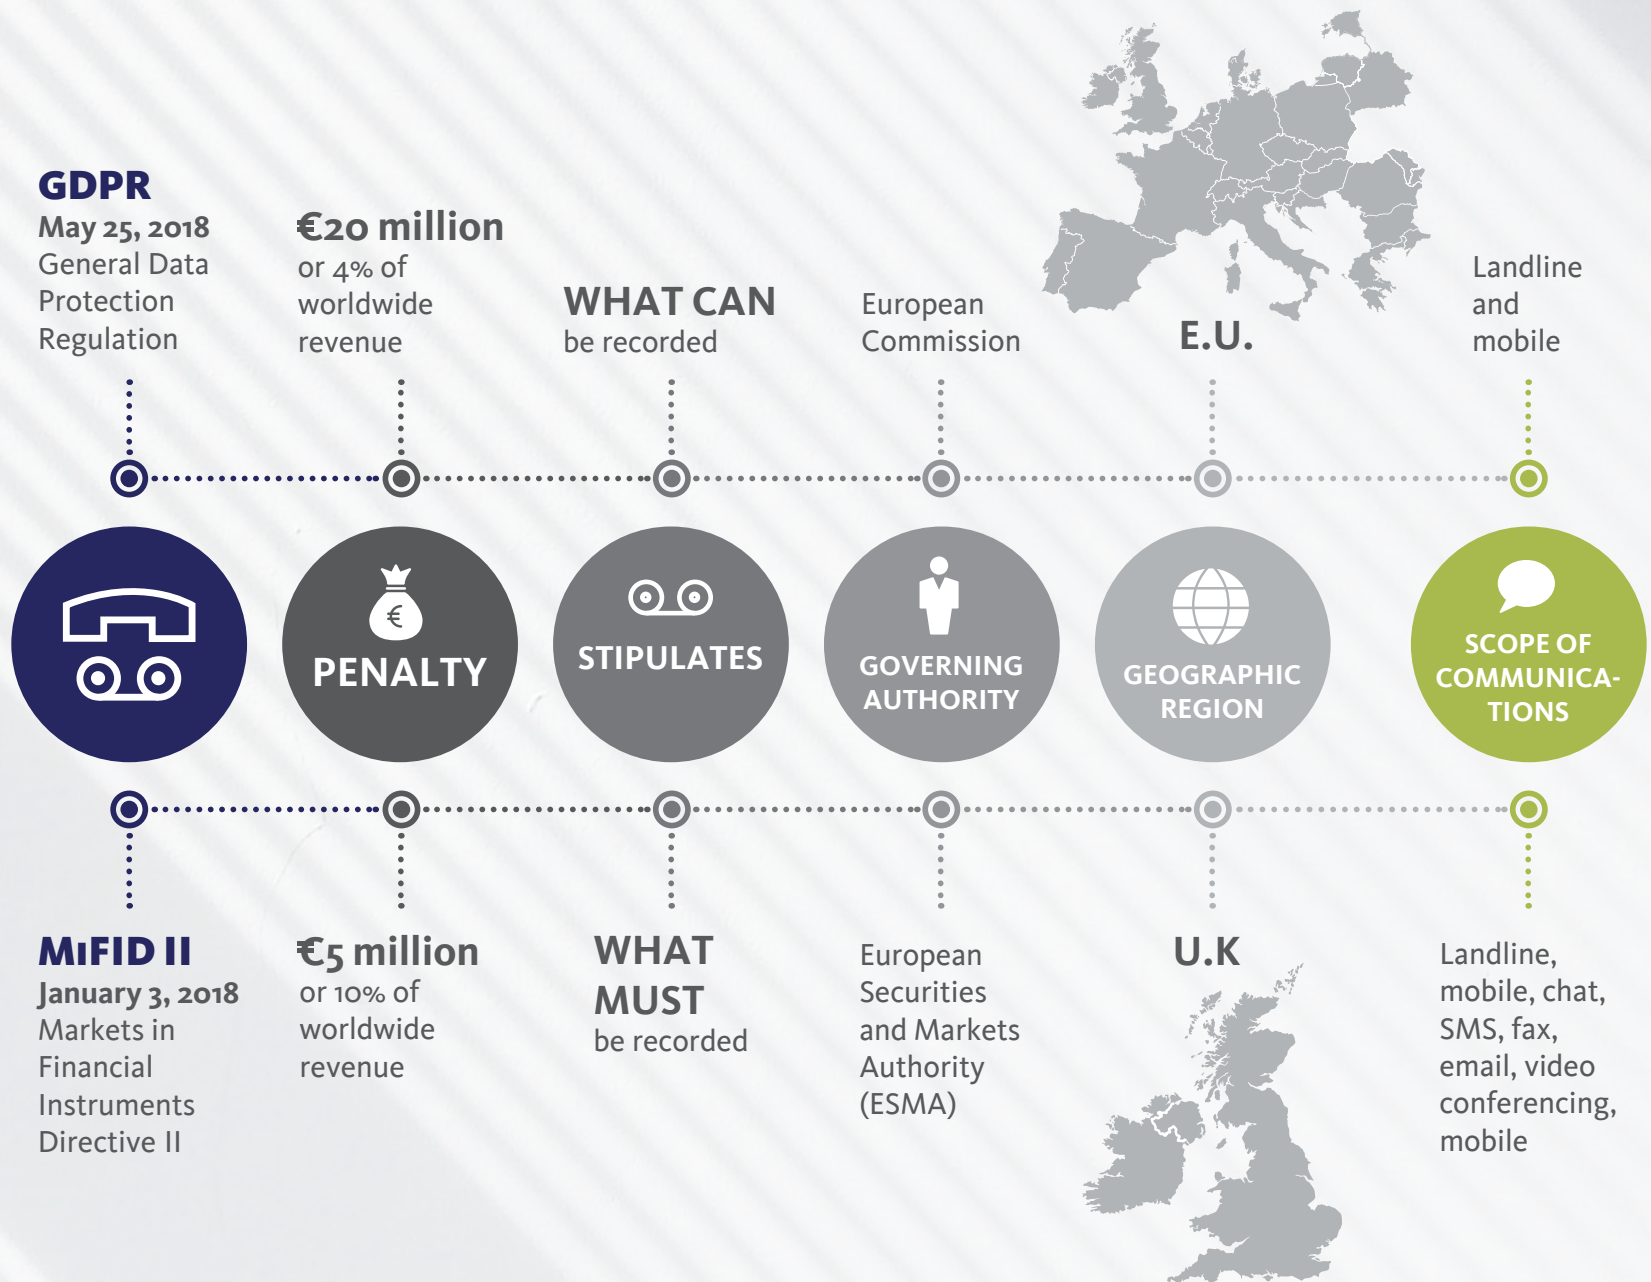 GDPR
May 25, 2018
General Data
Protection
Regulation
€20 million
or 4% of
worldwide
revenue
WHAT CAN
be recorded
European
Commission
E.U.
Landline
and
mobile
€
PENALTY
STIPULATES
GOVERNING
AUTHORITY
GEOGRAPHIC
REGION
SCOPE OF
COMMUNICA-
TIONS
MiFID II
January 3, 2018
Markets in
Financial
Instruments
Directive II
€5 million
or 10% of
worldwide
revenue
WHAT
MUST
be recorded
European
Securities
and Markets
Authority
(ESMA)
U.K
Landline,
mobile, chat,
SMS, fax,
email, video
conferencing,
mobile